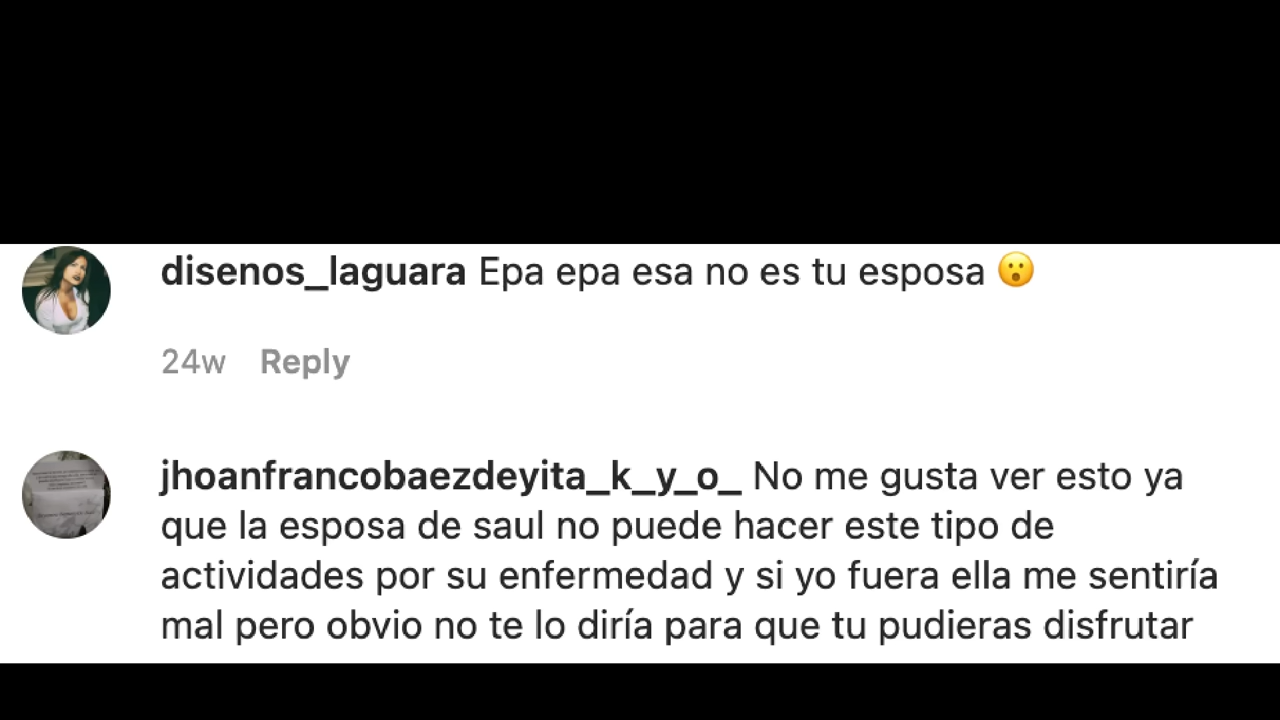 disenos_laguara Epa epa esa no es tu esposa 😮
24w Reply
jhoanfrancobaezdeyita_k_y_o_ No me gusta ver esto ya
que la esposa de saul no puede hacer este tipo de
actividades por su enfermedad y si yo fuera ella me sentiría
mal pero obvio no te lo diría para que tu pudieras disfrutar